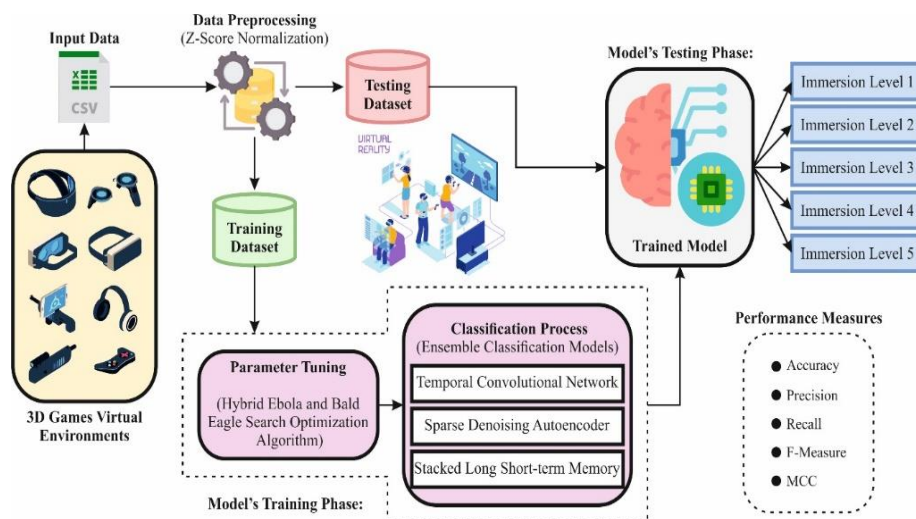 Input Data
X
CSV
Data Preprocessing
(Z-Score Normalization)
Testing
Dataset
Training
Dataset
VIRTUAL
REALITY
3D Games Virtual
Environments
Model's Testing Phase:
Trained Model
Immersion Level 1
Immersion Level 2
Immersion Level 3
Immersion Level 4
Immersion Level 5
Parameter Tuning
(Hybrid Ebola and Bald
Eagle Search Optimization
Algorithm)
Classification Process
(Ensemble Classification Models)
Temporal Convolutional Network
Sparse Denoising Autoencoder
Stacked Long Short-term Memory
Model's Training Phase:
Performance Measures
Accuracy
Precision
Recall
F-Measure
MCC